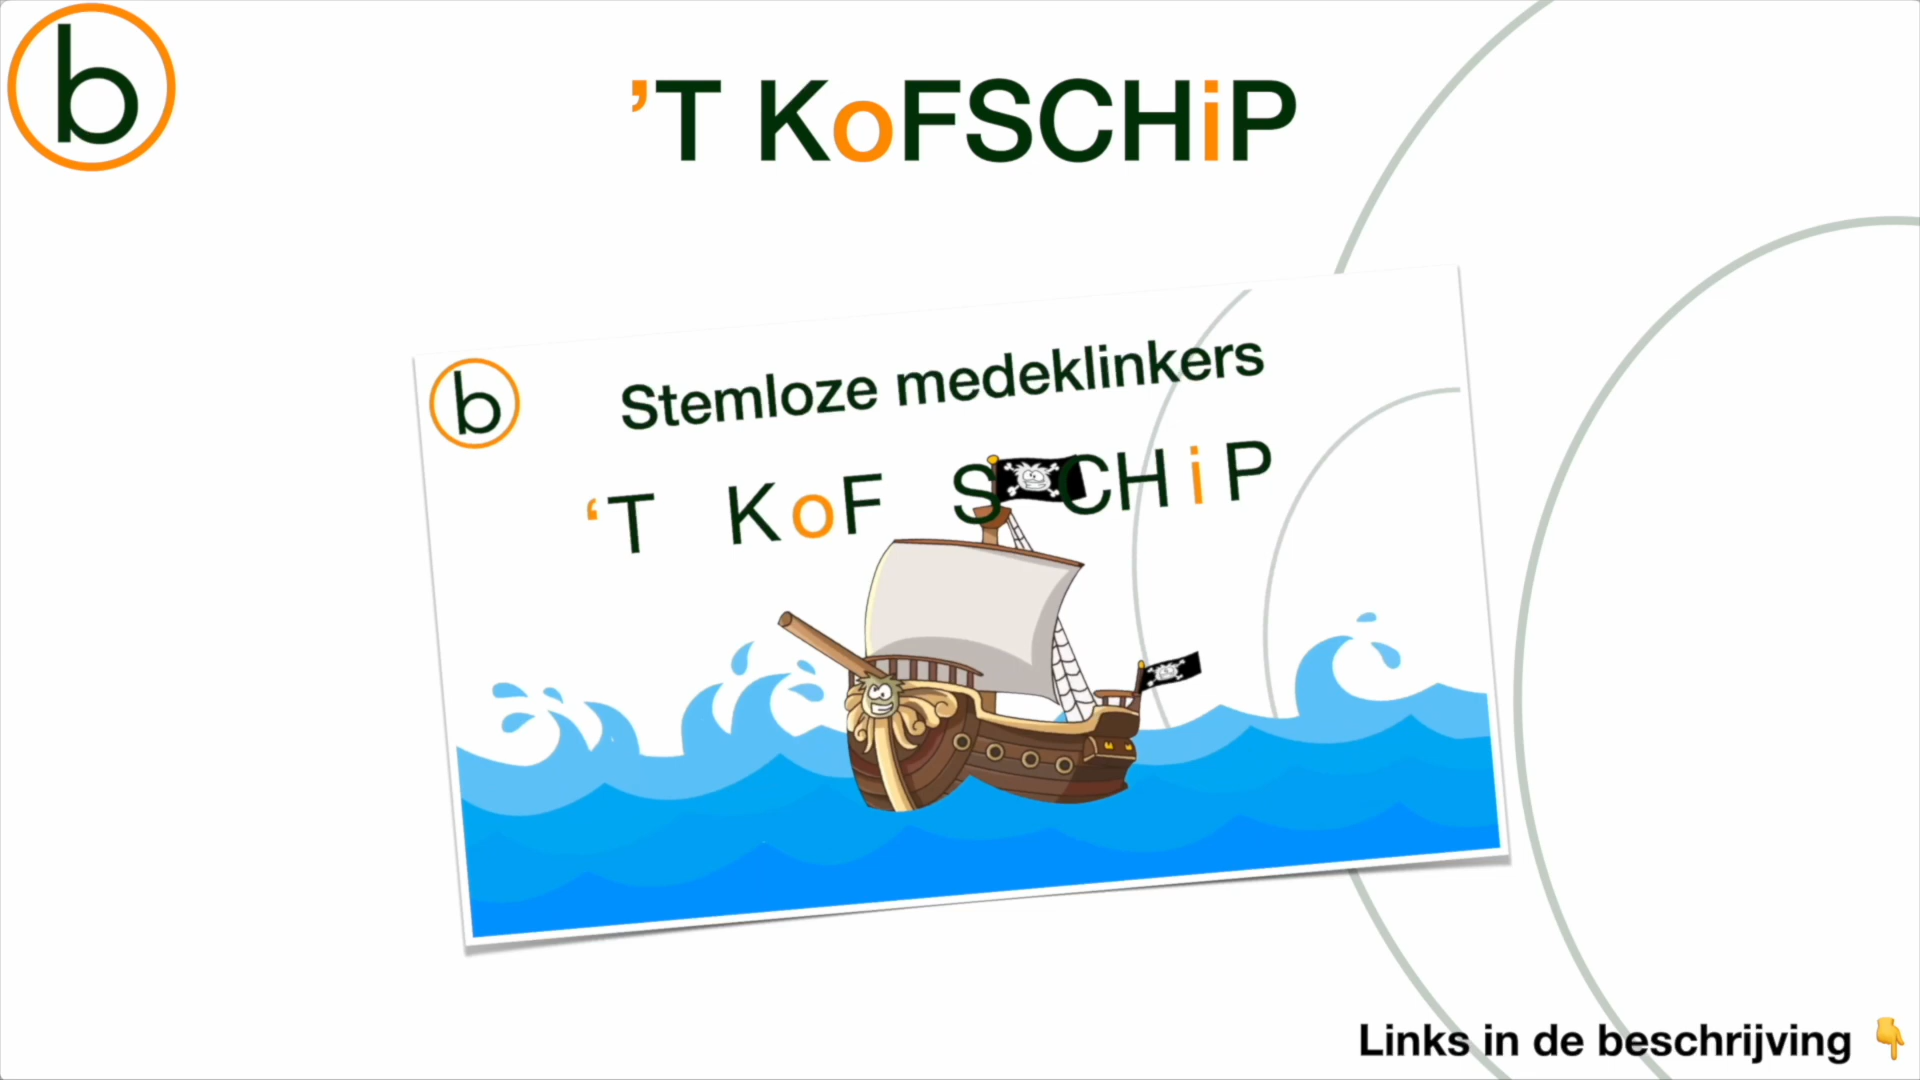 b
’T KoFSCHiP
b
Stemloze medeklinkers
‘T KoF SCHiP
Links in de beschrijving 👇